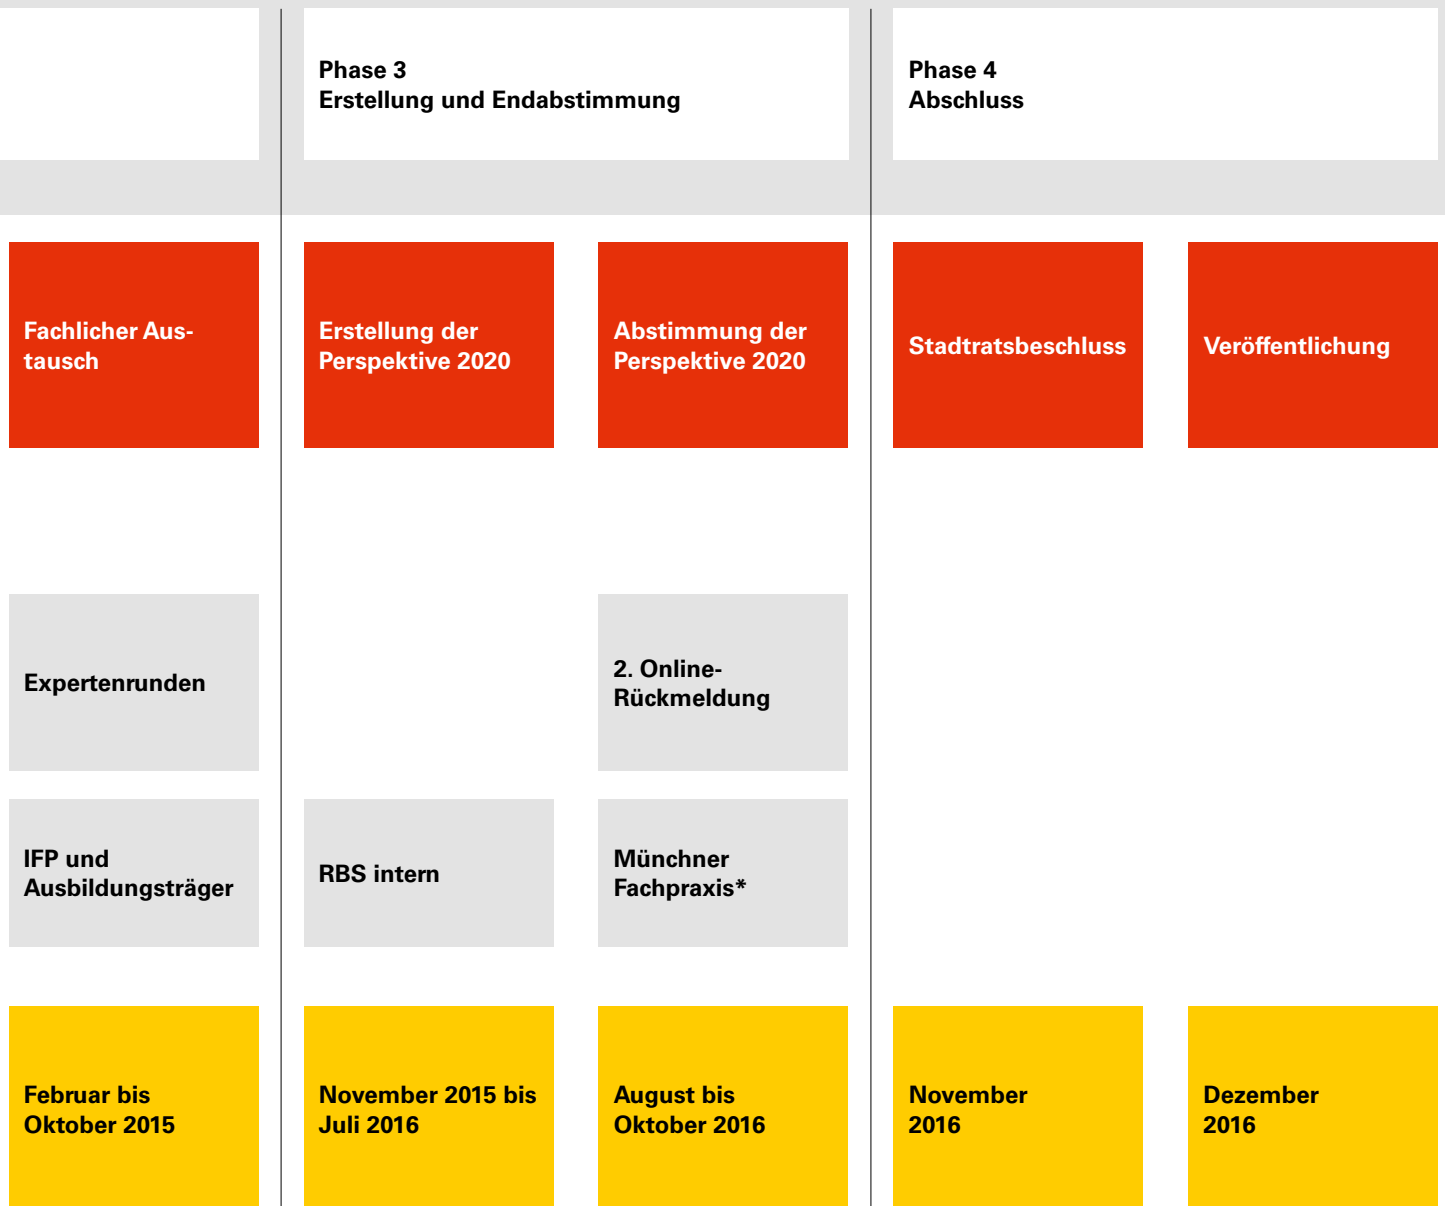 Phase 3
Erstellung und Endabstimmung
Phase 4
Abschluss
Fachlicher Aus-
tausch
Erstellung der
Perspektive 2020
Abstimmung der
Perspektive 2020
Stadtratsbeschluss
Veröffentlichung
Expertenrunden
2. Online-
Rückmeldung
IFP und
Ausbildungsträger
RBS intern
Münchner
Fachpraxis*
Februar bis
Oktober 2015
November 2015 bis
Juli 2016
August bis
Oktober 2016
November
2016
Dezember
2016